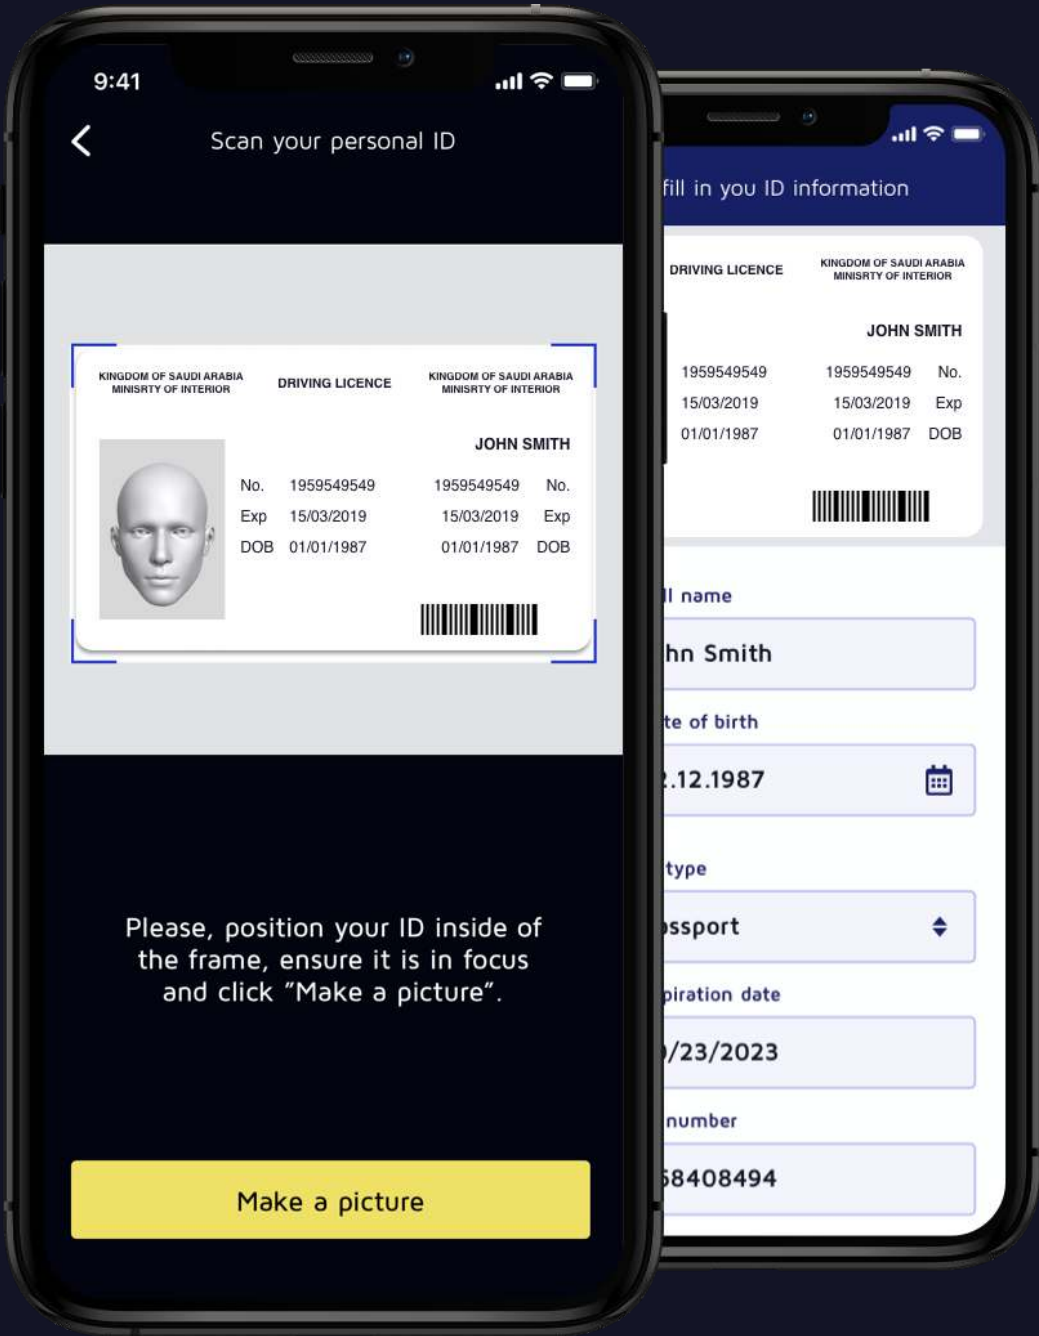 9:41
Scan your personal ID
KINGDOM OF SAUDI ARABIA
MINISRTY OF INTERIOR
DRIVING LICENCE
KINGDOM OF SAUDI ARABIA
MINISRTY OF INTERIOR
JOHN SMITH
No. 1959549549 1959549549 No.
Exp 15/03/2019 15/03/2019 Exp
DOB 01/01/1987 01/01/1987 DOB
Please, position your ID inside of
the frame, ensure it is in focus
and click "Make a picture".
Make a picture
fill in you ID information
DRIVING LICENCE
KINGDOM OF SAUDI ARABIA
MINISRTY OF INTERIOR
JOHN SMITH
1959549549 1959549549 No.
15/03/2019 15/03/2019 Exp
01/01/1987 01/01/1987 DOB
name
Smith
of birth
.12.1987
type
date
/23/2023
number
8408494